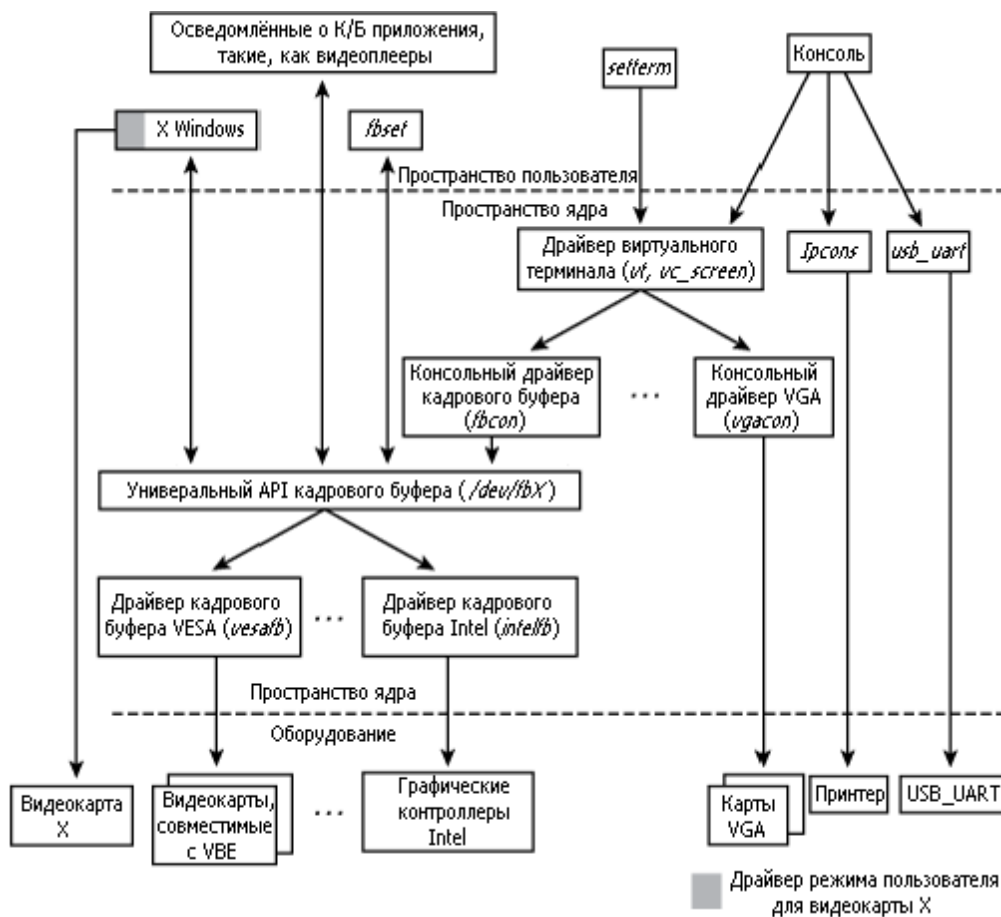 Осведомлённые о К/Б приложения,
такие, как видеоплееры
setterm
Консоль
X Windows
fbset
Пространство пользователя
Пространство ядра
Драйвер виртуального
терминала (vt, vc_screen)
lpcons
usb_uart
Консольный драйвер
кадрового буфера
(fbcon)
...
Консольный
драйвер VGA
(vgacon)
Универальный API кадрового буфера ( /dev/fbX )
Драйвер кадрового
буфера VESA (vesafb)
...
Драйвер кадрового
буфера Intel (intelfb)
Пространство ядра
Оборудование
Видеокарта
X
Видеокарты,
совместимые
с VBE
...
Графические
контроллеры
Intel
Карты
VGA
Принтер
USB_UART
Драйвер режима пользователя
для видеокарты X